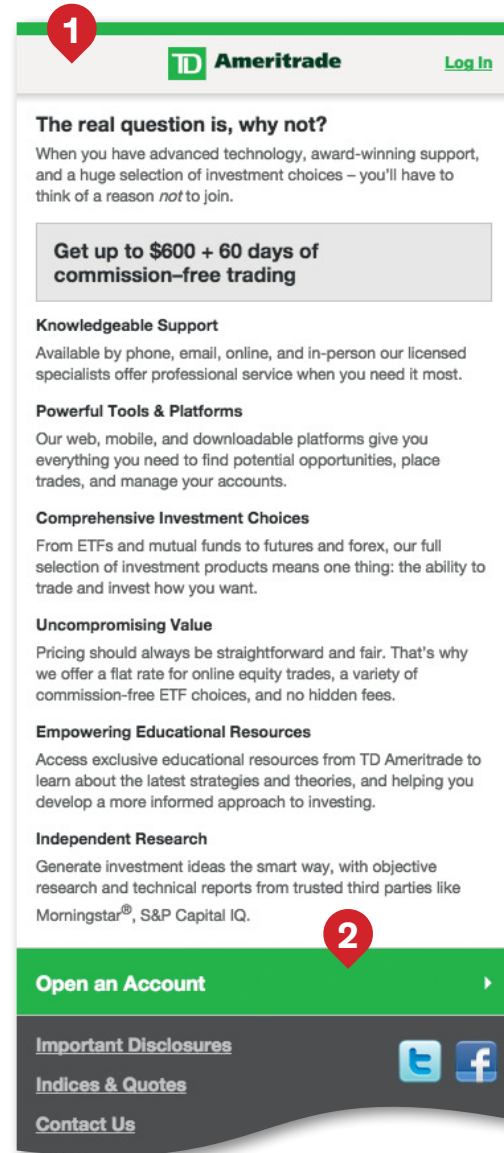 1
TD Ameritrade
Log In
The real question is, why not?
When you have advanced technology, award-winning support,
and a huge selection of investment choices – you'll have to
think of a reason not to join.
Get up to $600 + 60 days of
commission–free trading
Knowledgeable Support
Available by phone, email, online, and in-person our licensed
specialists offer professional service when you need it most.
Powerful Tools & Platforms
Our web, mobile, and downloadable platforms give you
everything you need to find potential opportunities, place
trades, and manage your accounts.
Comprehensive Investment Choices
From ETFs and mutual funds to futures and forex, our full
selection of investment products means one thing: the ability to
trade and invest how you want.
Uncompromising Value
Pricing should always be straightforward and fair. That's why
we offer a flat rate for online equity trades, a variety of
commission-free ETF choices, and no hidden fees.
Empowering Educational Resources
Access exclusive educational resources from TD Ameritrade to
learn about the latest strategies and theories, and helping you
develop a more informed approach to investing.
Independent Research
Generate investment ideas the smart way, with objective
research and technical reports from trusted third parties like
Morningstar®, S&P Capital IQ.
2
Open an Account
Important Disclosures
t f
Indices & Quotes
Contact Us